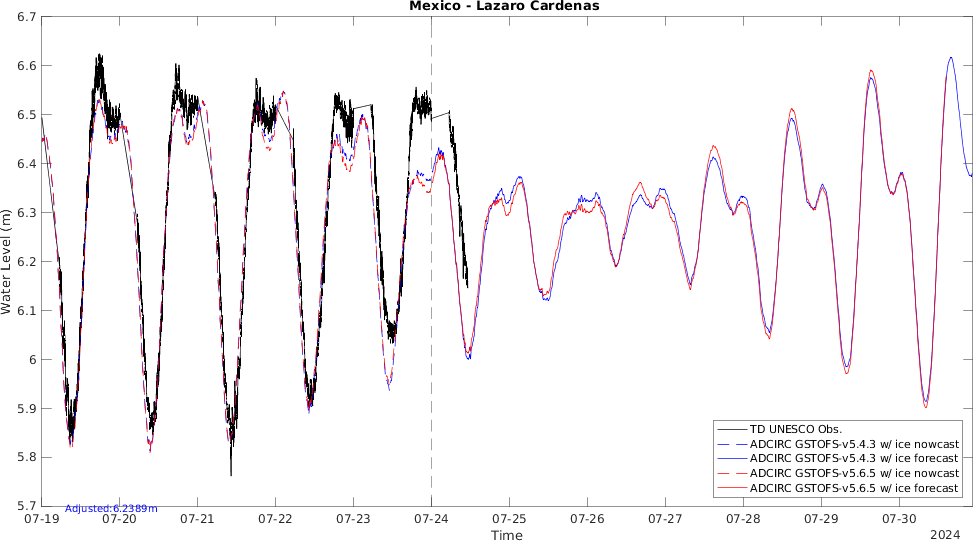 Mexico - Lazaro Cardenas
Water Level (m)
6.7
6.6
6.5
6.4
6.3
6.2
6.1
6
5.9
5.8
5.7
TD UNESCO Obs.
ADCIRC GSTOFS-v5.4.3 w/ ice nowcast
ADCIRC GSTOFS-v5.4.3 w/ ice forecast
ADCIRC GSTOFS-v5.6.5 w/ ice nowcast
ADCIRC GSTOFS-v5.6.5 w/ ice forecast
Adjusted:6.2389m
07-19 07-20 07-21 07-22 07-23 07-24 07-25 07-26 07-27 07-28 07-29 07-30
Time
2024